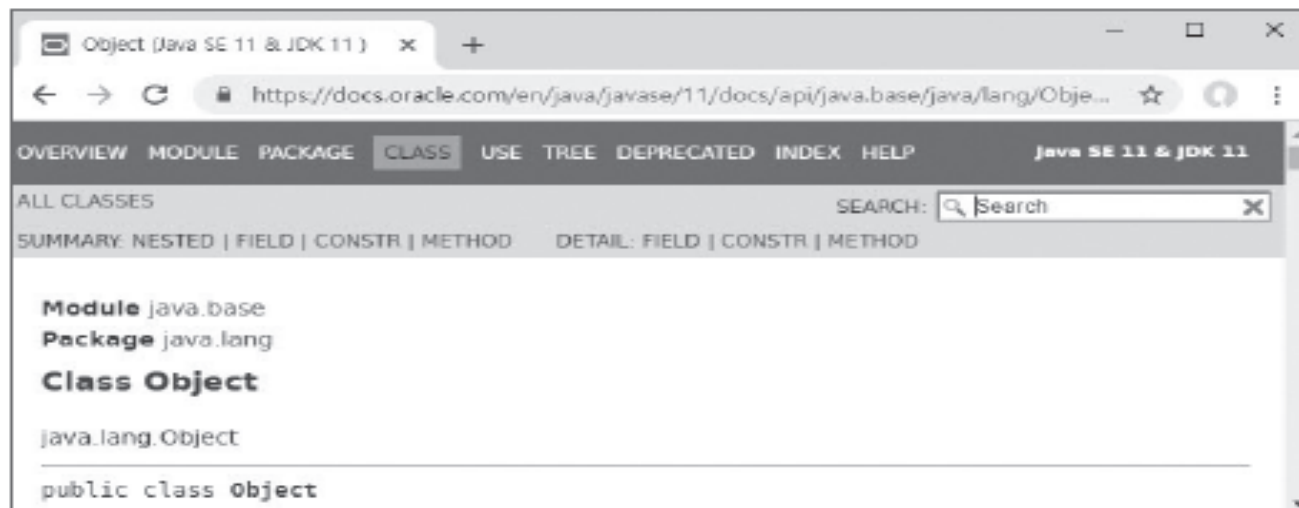 Object (Java SE 11 & JDK 11 )
https://docs.oracle.com/en/java/javase/11/docs/api/java.base/java/lang/Obje...
OVERVIEW MODULE PACKAGE CLASS USE TREE DEPRECATED INDEX HELP Java SE 11 & JDK 11
ALL CLASSES SEARCH: Search
SUMMARY: NESTED | FIELD | CONSTR | METHOD DETAIL: FIELD | CONSTR | METHOD
Module java.base
Package java.lang
Class Object
java.lang.Object
public class Object